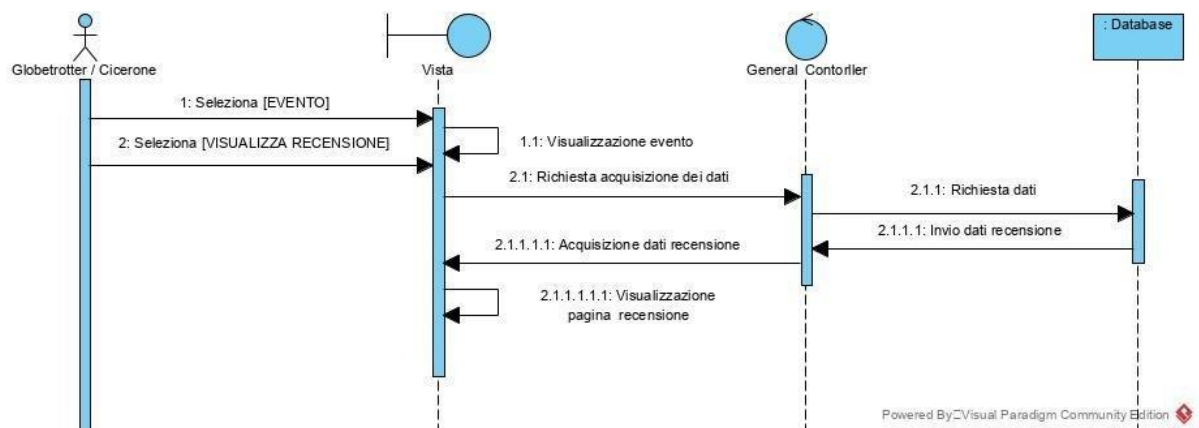 : Database
Globetrotter / Cicerone
Vista
General Contorller
1: Seleziona [EVENTO]
2: Seleziona [VISUALIZZA RECENSIONE]
1.1: Visualizzazione evento
2.1: Richiesta acquisizione dei dati
2.1.1: Richiesta dati
2.1.1.1: Invio dati recensione
2.1.1.1.1: Acquisizione dati recensione
2.1.1.1.1.1: Visualizzazione
pagina recensione
Powered By Visual Paradigm Community Edition